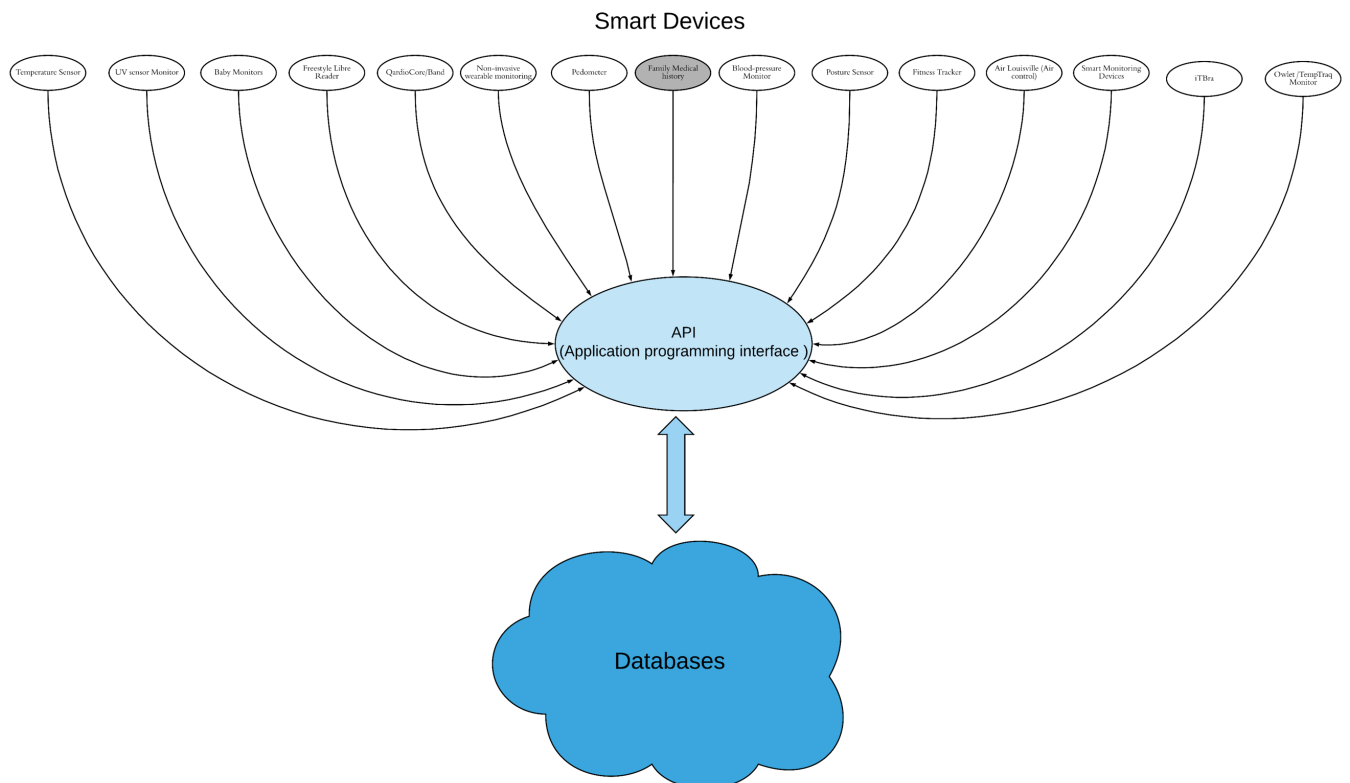 Smart Devices
Temperature Sensor
UV sensor Monitor
Baby Monitors
Freestyle Libre
Reader
QardioCore/Band
Non-invasive
wearable monitoring
Pedometer
Family Medical
history
Blood-pressure
Monitor
Posture Sensor
Fitness Tracker
Air Louisville (Air
control)
Smart Monitoring
Devices
iTBra
Owlet /TempTraq
Monitor
API
(Application programming interface )
Databases